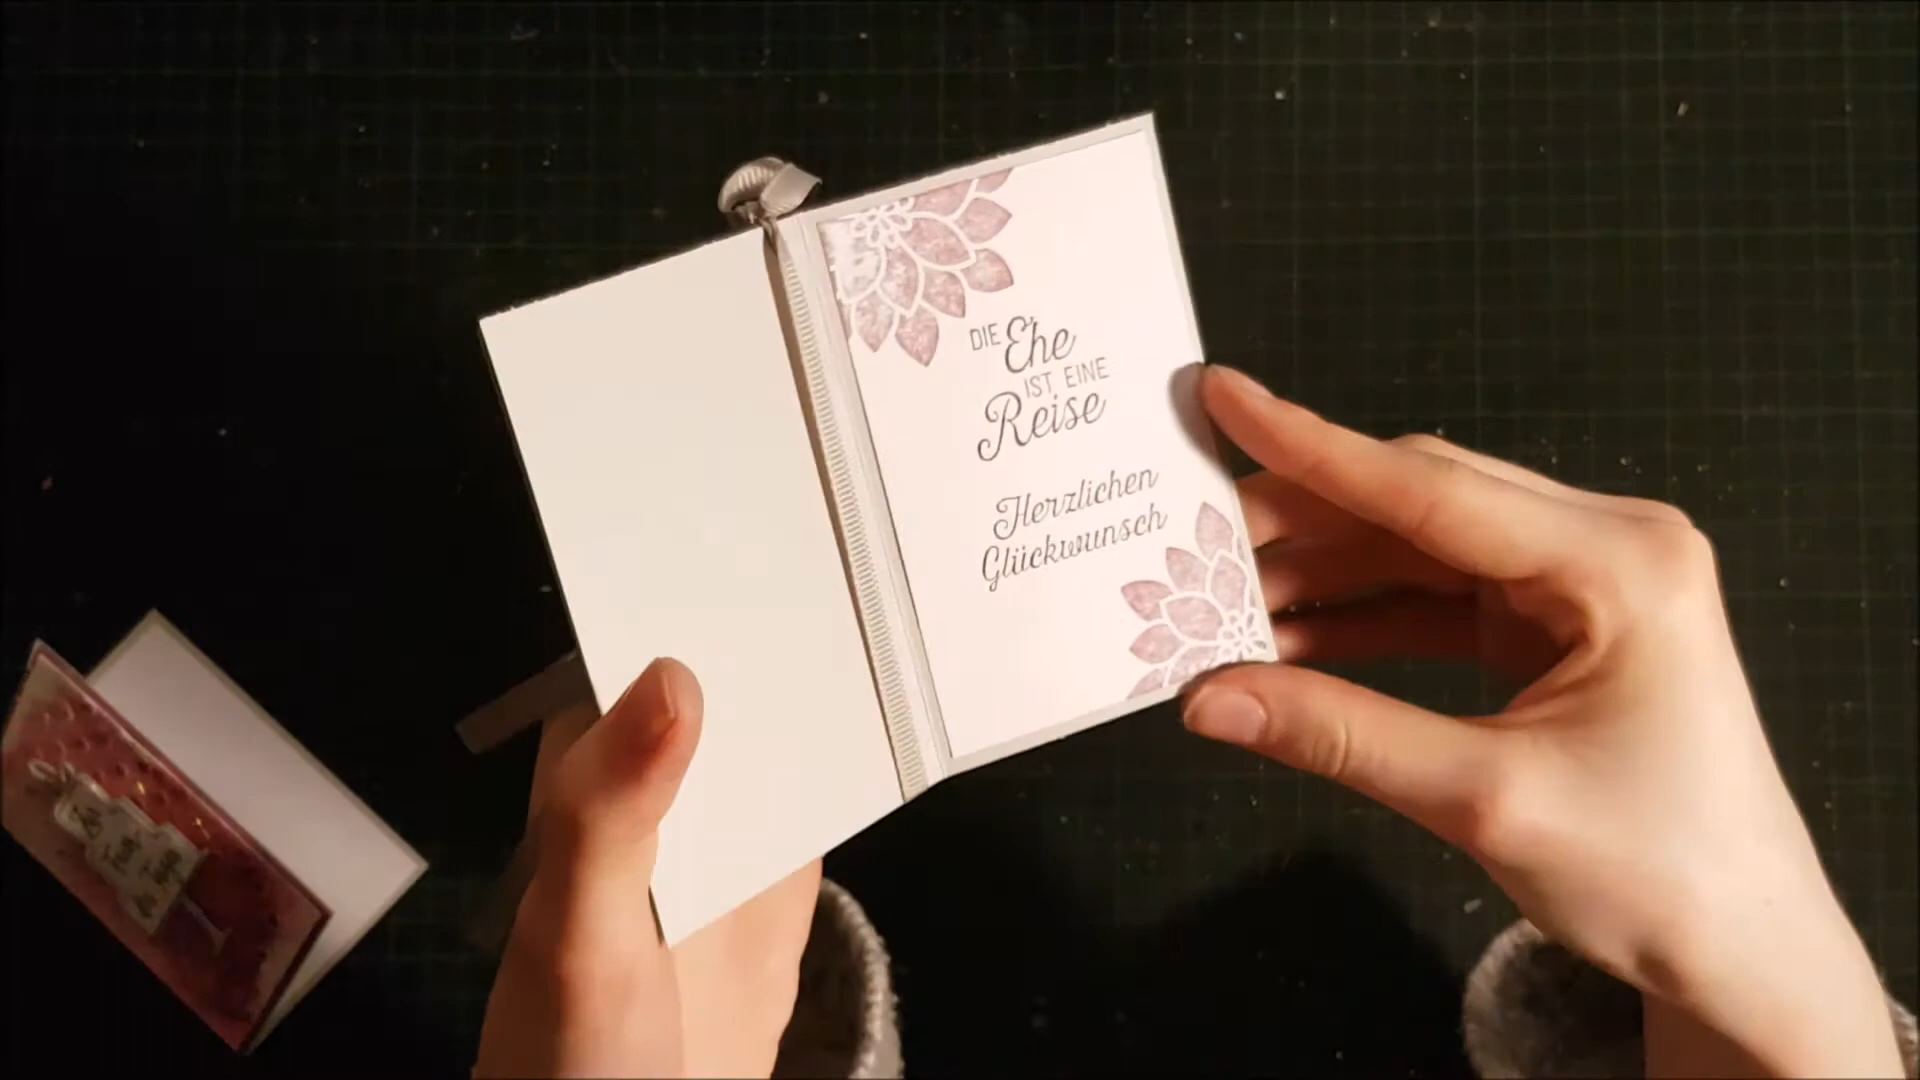 DIE Ehe
IST EINE
Reise
Herzlichen
Glückwunsch